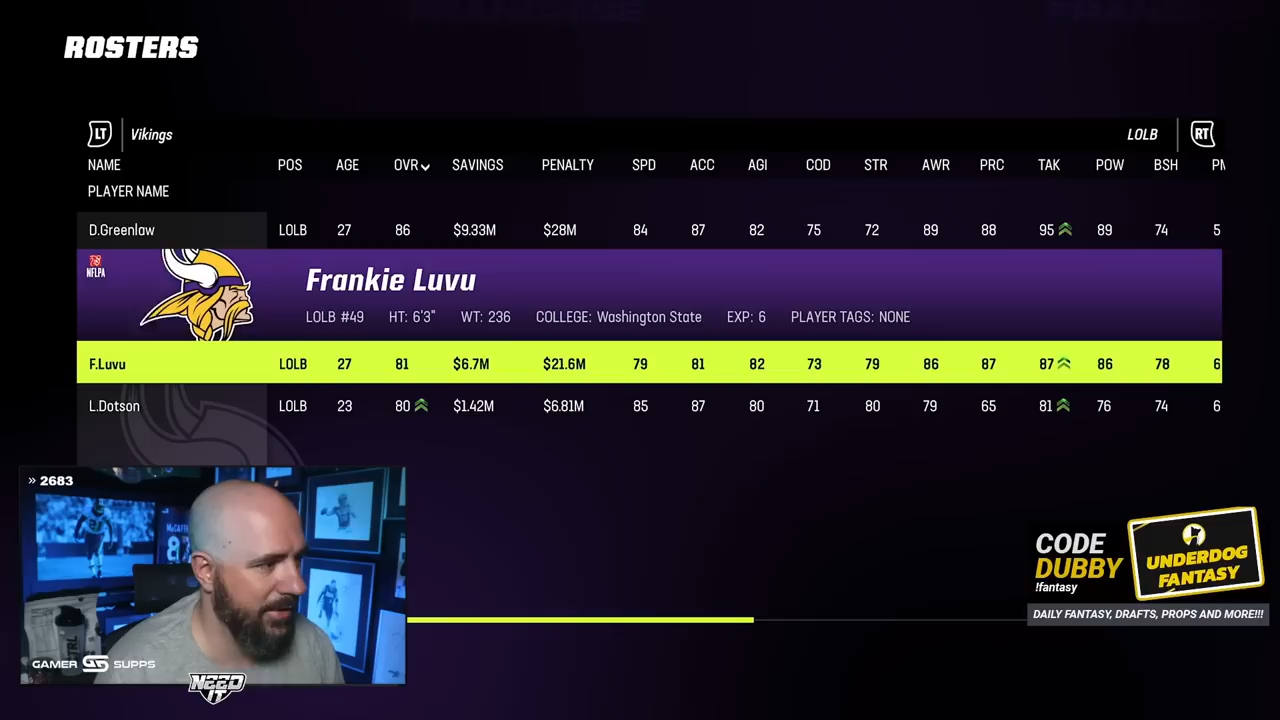 ROSTERS
LT Vikings LOLB RT
NAME POS AGE OVR SAVINGS PENALTY SPD ACC AGI COD STR AWR PRC TAK POW BSH
PLAYER NAME
D.Greenlaw LOLB 27 86 $9.33M $28M 84 87 82 75 72 89 88 95 89 74 5
NFLPA
Frankie Luvu
LOLB #49 HT: 6'3" WT: 236 COLLEGE: Washington State EXP: 6 PLAYER TAGS: NONE
F.Luvu LOLB 27 81 $6.7M $21.6M 79 81 82 73 79 86 87 87 86 78 6
L.Dotson LOLB 23 80 $1.42M $6.81M 85 87 80 71 80 79 65 81 76 74 6
» 2683
CODE
DUBBY
!fantasy
UNDERDOG
FANTASY
DAILY FANTASY, DRAFTS, PROPS AND MORE!!!
GAMER GS SUPPS
NEED
IT